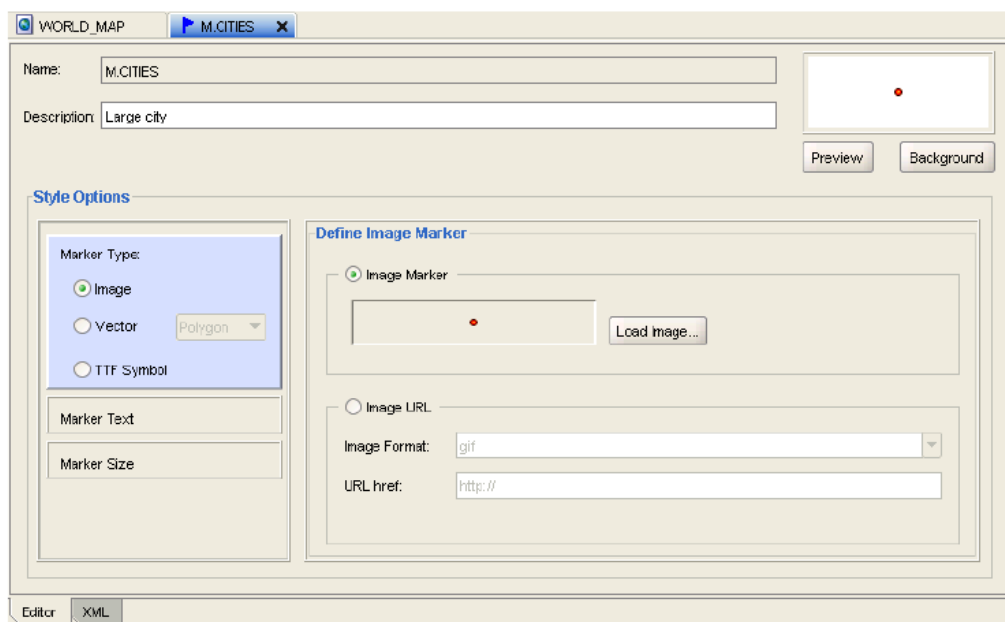 WORLD_MAP M.CITIES X
Name: M.CITIES
Description: Large city
Preview Background
Style Options
Define Image Marker
Marker Type:
Image
Vector Polygon
TTF Symbol
Marker Text
Marker Size
Image Marker
Load Image...
Image URL
Image Format: gif
URL href: http://
Editor XML